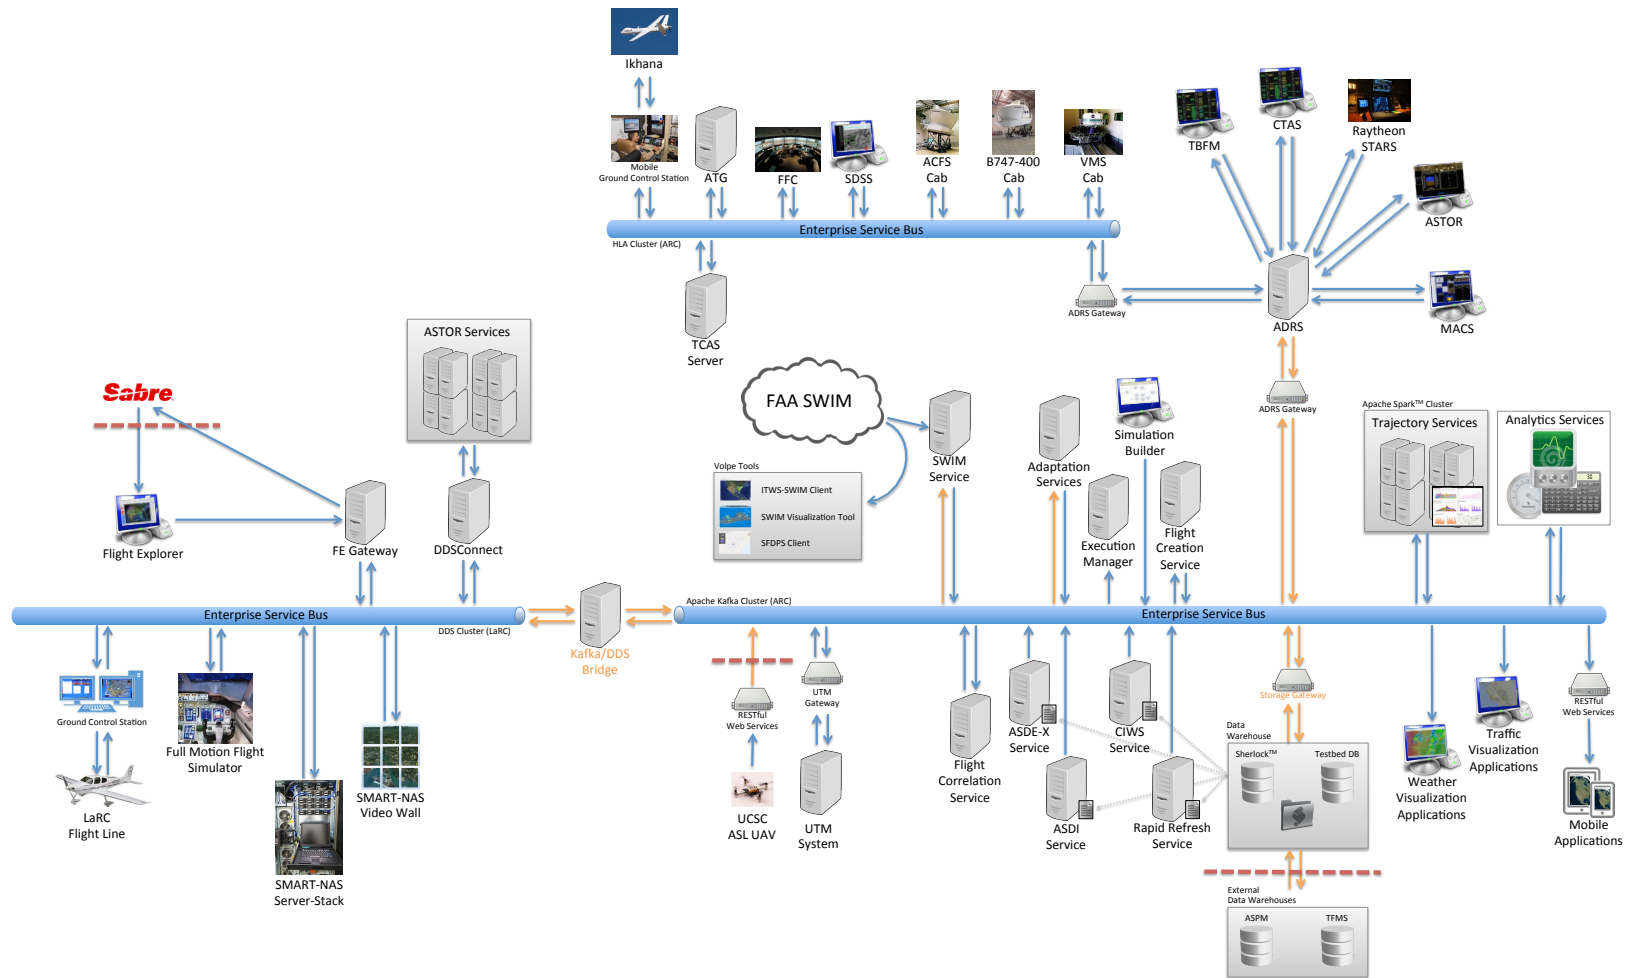 Ikhana
Mobile
Ground Control Station
ATG
FFC
SDSS
ACFS
Cab
B747-400
Cab
VMS
Cab
TBFM
CTAS
Raytheon
STARS
ASTOR
Enterprise Service Bus
HLA Cluster (ARC)
TCAS
Server
ADRS Gateway
ADRS
MACS
ASTOR Services
Sabre
FAA SWIM
ADRS Gateway
SWIM
Service
Adaptation
Services
Simulation
Builder
Apache Spark™ Cluster
Trajectory Services
Analytics Services
Volpe Tools
ITWS-SWIM Client
SWIM Visualization Tool
SFDPS Client
Flight Explorer
FE Gateway
DDSConnect
Execution
Manager
Flight
Creation
Service
Enterprise Service Bus
DDS Cluster (LaRC)
Kafka/DDS
Bridge
Apache Kafka Cluster (ARC)
Enterprise Service Bus
Ground Control Station
LaRC
Flight Line
Full Motion Flight
Simulator
SMART-NAS
Server-Stack
SMART-NAS
Video Wall
RESTful
Web Services
UCSC
ASL UAV
UTM
Gateway
UTM
System
Flight
Correlation
Service
ASDE-X
Service
ASDI
Service
CIWS
Service
Rapid Refresh
Service
Storage Gateway
Data
Warehouse
Sherlock™
Testbed DB
External
Data Warehouses
ASPM
TFMS
Weather
Visualization
Applications
Traffic
Visualization
Applications
RESTful
Web Services
Mobile
Applications